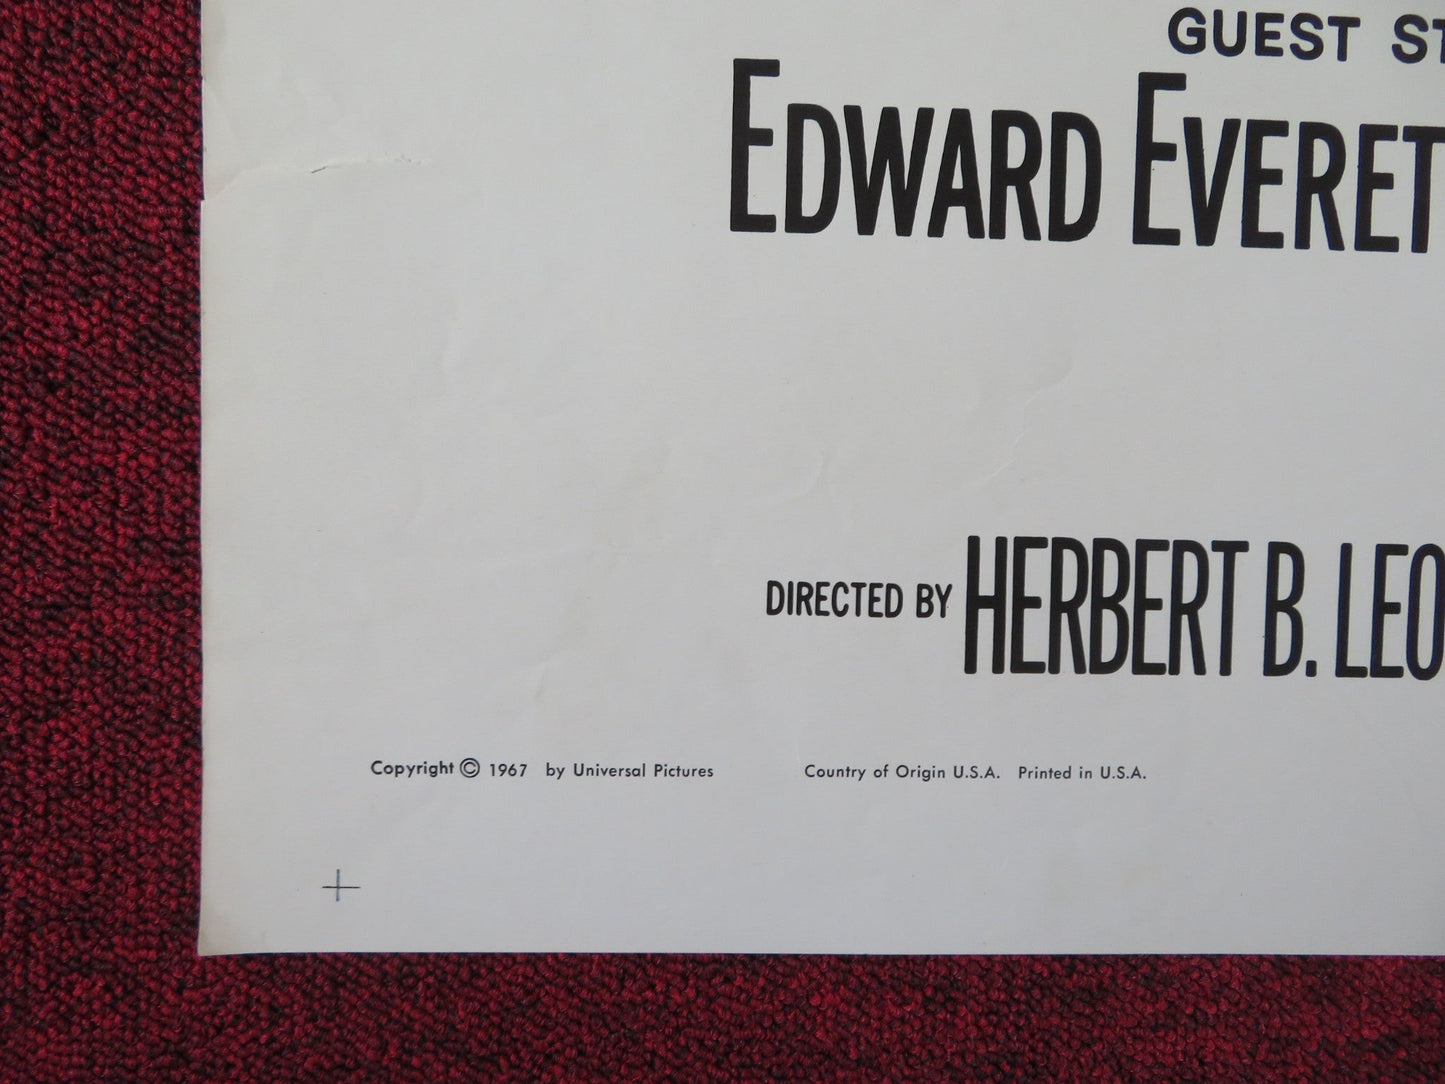 GUEST ST
EDWARD EVERET
DIRECTED BY HERBERT B. LEO
Copyright © 1967 by Universal Pictures Country of Origin U.S.A. Printed in U.S.A.